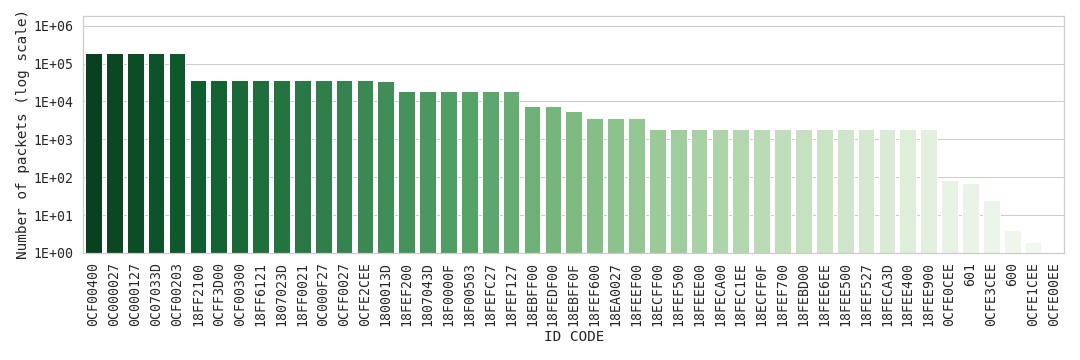 Number of packets (log scale)
1E+06
1E+05
1E+04
1E+03
1E+02
1E+01
1E+00
0CF00400
0C000027
0C000127
0C07033D
0CF00203
18FF2100
0CFF3D00
0CF00300
18FF6121
1807023D
18FF0021
0C000F27
0CFF0027
0CFE2CEE
1800013D
18FEF200
1807043D
18F0000F
18F00503
18FEFC27
18FEF127
18EBFF00
18FEDF00
18EBFF0F
18FEF600
18EA0027
18FEEF00
18ECFF00
18FEF500
18FEEE00
18FECA00
18FEC1EE
18ECFF0F
18FEF700
18FEBD00
18FEE6EE
18FEE500
18FEF527
18FECA3D
18FEE400
18FEE900
0CFE0CEE
601
0CFE3CEE
600
0CFE1CEE
0CFE00EE
ID CODE